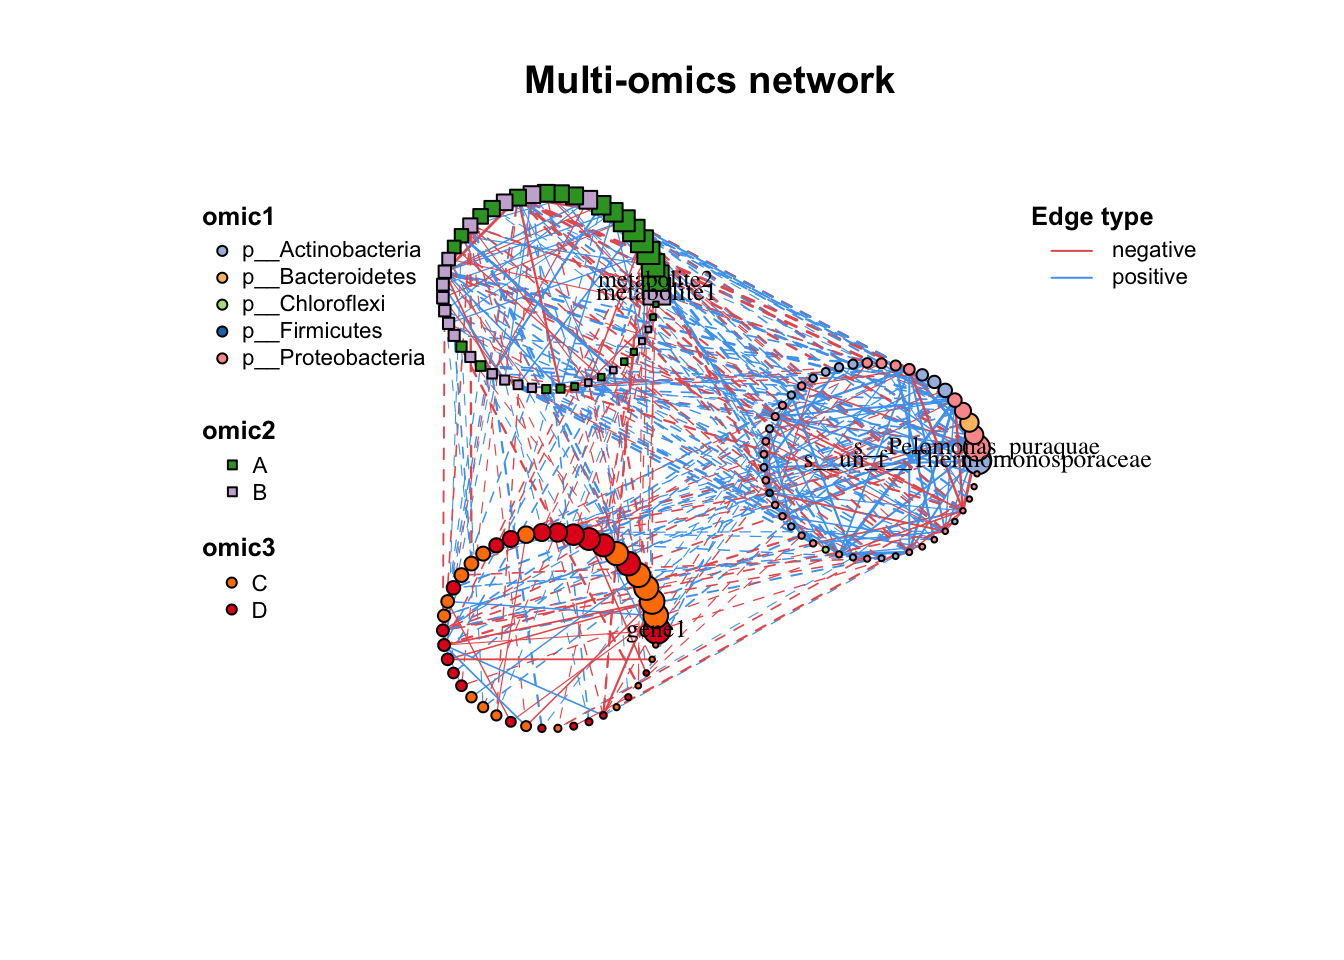 Multi-omics network
omic1
p__Actinobacteria
p__Bacteroidetes
p__Chloroflexi
p__Firmicutes
p__Proteobacteria
omic2
A
B
omic3
C
D
metabolite2
metabolite1
s__Pelomonas_puraquae
s__un_f__Thermomonosporaceae
gene1
Edge type
negative
positive